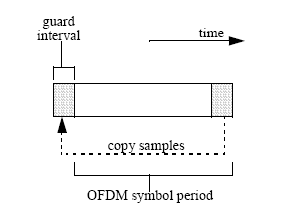 guard
interval
time
copy samples
OFDM symbol period